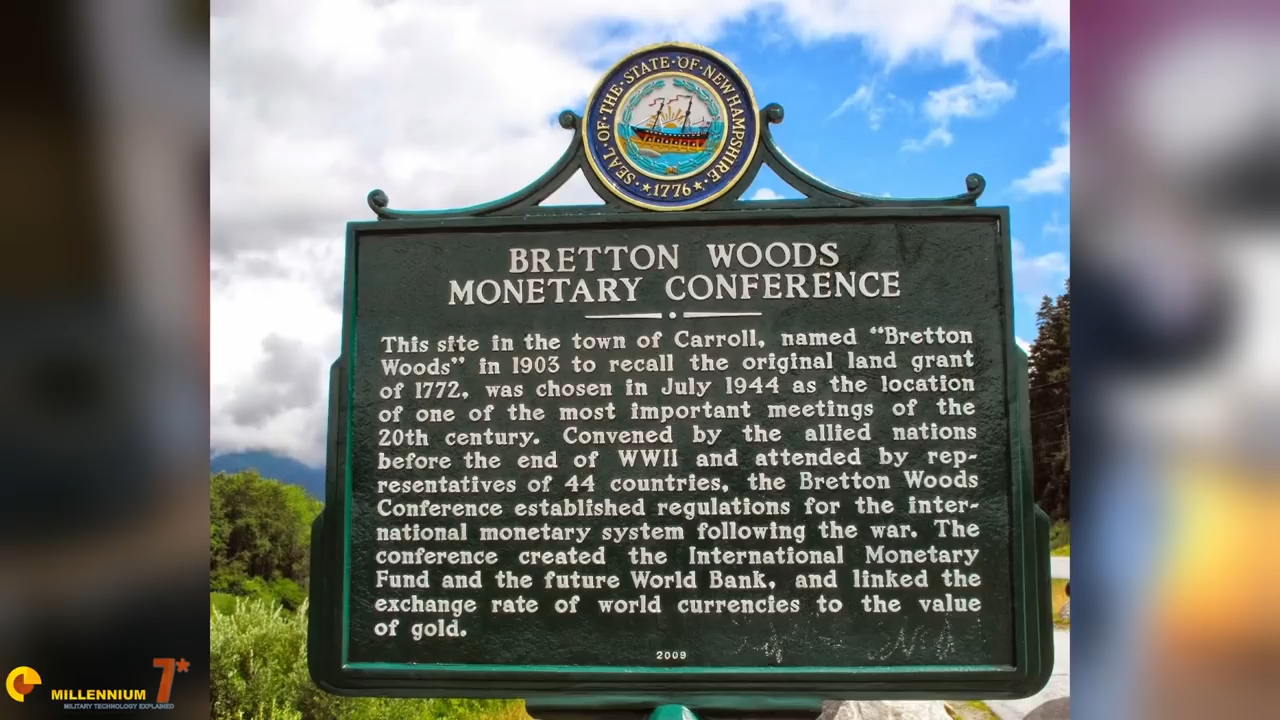 SEAL·OF·THE·STATE·OF·NEW HAMPSHIRE·
★1776★
BRETTON WOODS
MONETARY CONFERENCE
This site in the town of Carroll, named “Bretton
Woods” in 1903 to recall the original land grant
of 1772, was chosen in July 1944 as the location
of one of the most important meetings of the
20th century. Convened by the allied nations
before the end of WWII and attended by rep-
resentatives of 44 countries, the Bretton Woods
Conference established regulations for the inter-
national monetary system following the war. The
conference created the International Monetary
Fund and the future World Bank, and linked the
exchange rate of world currencies to the value
of gold.
2009
MILLENNIUM 7*
MILITARY TECHNOLOGY EXPLAINED